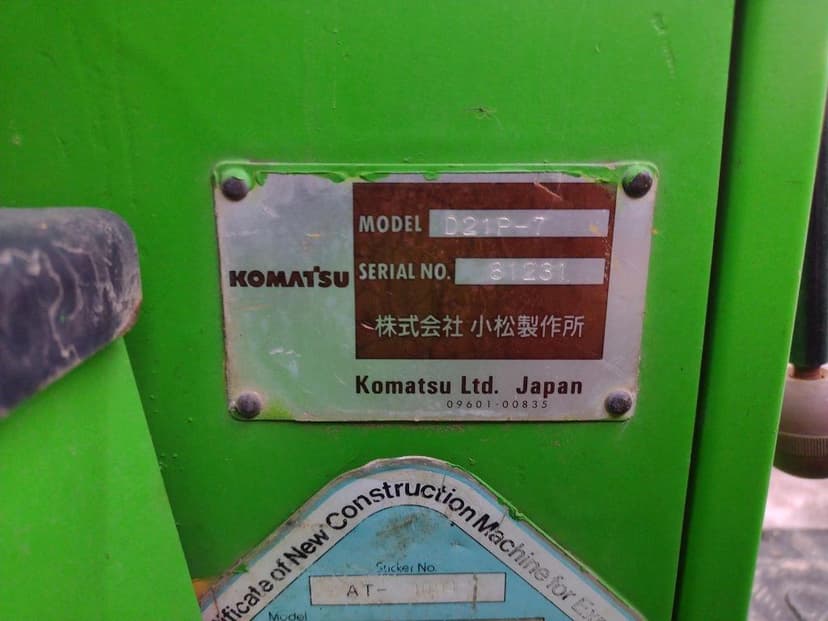 KOMATSU
MODEL D21P-7
SERIAL NO. 81231
株式会社 小松製作所
Komatsu Ltd. Japan
09601-00835
of New Construction Machine for
Sticker No.
AT-
Model